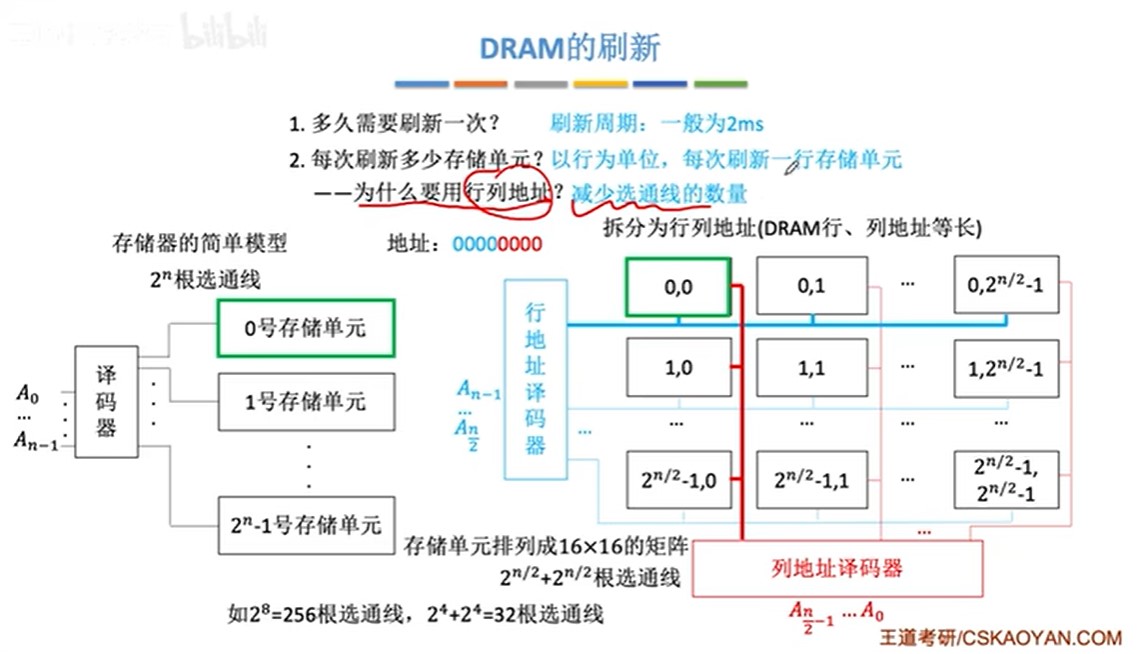 bilibili
DRAM的刷新
1. 多久需要刷新一次? 刷新周期：一般为2ms
2. 每次刷新多少存储单元? 以行为单位，每次刷新一行存储单元
——为什么要用行列地址? 减少选通线的数量
存储器的简单模型
2ⁿ根选通线
地址：00000000
拆分为行列地址(DRAM行、列地址等长)
译码器
A₀
...
Aₙ₋₁
0号存储单元
1号存储单元
2ⁿ-1号存储单元
行地址译码器
Aₙ₋₁
...
A_{n/2}
0,0 0,1 ... 0,2^{n/2}-1
1,0 1,1 ... 1,2^{n/2}-1
... ... ... ...
2^{n/2}-1,0 2^{n/2}-1,1 ... 2^{n/2}-1,
2^{n/2}-1
...
...
存储单元排列成16×16的矩阵
2^{n/2}+2^{n/2}根选通线
列地址译码器
A_{n/2-1} ...A₀
如2⁸=256根选通线，2⁴+2⁴=32根选通线
王道考研/CSKAOYAN.COM